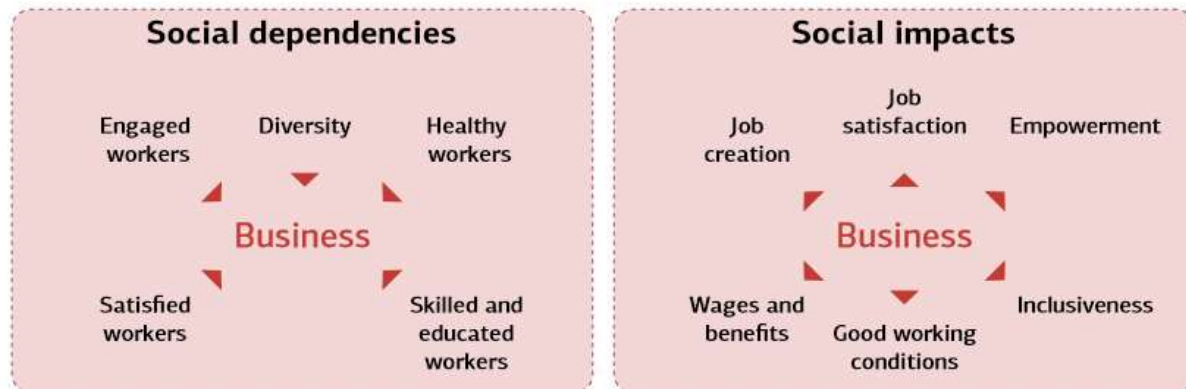 Social dependencies
Engaged
workers
Diversity
Healthy
workers
Business
Satisfied
workers
Skilled and
educated
workers
Social impacts
Job
creation
Job
satisfaction
Empowerment
Business
Wages and
benefits
Good working
conditions
Inclusiveness